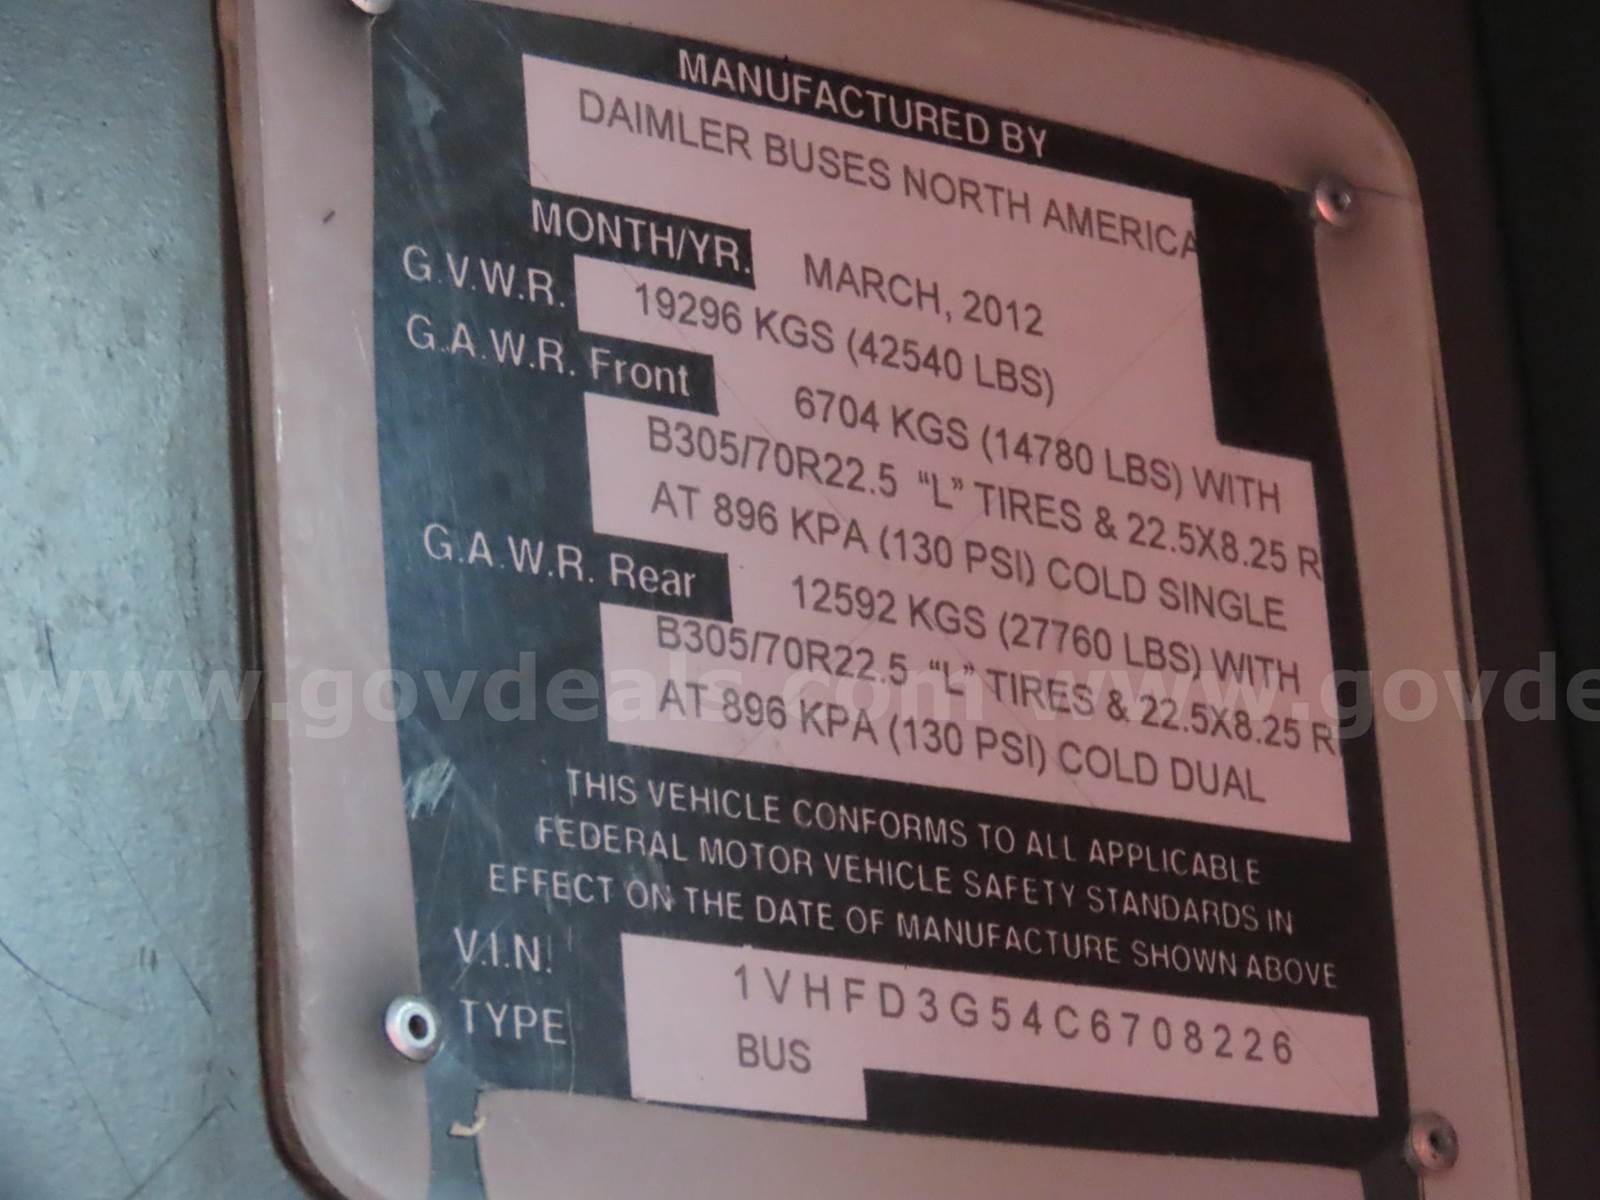 MANUFACTURED BY
DAIMLER BUSES NORTH AMERICA
MONTH/YR. MARCH, 2012
G.V.W.R. 19296 KGS (42540 LBS)
G.A.W.R. Front 6704 KGS (14780 LBS) WITH
B305/70R22.5 "L" TIRES & 22.5X8.25 R
AT 896 KPA (130 PSI) COLD SINGLE
G.A.W.R. Rear 12592 KGS (27760 LBS) WITH
B305/70R22.5 "L" TIRES & 22.5X8.25 R
AT 896 KPA (130 PSI) COLD DUAL
THIS VEHICLE CONFORMS TO ALL APPLICABLE
FEDERAL MOTOR VEHICLE SAFETY STANDARDS IN
EFFECT ON THE DATE OF MANUFACTURE SHOWN ABOVE
V.I.N. 1VHFD3G54C6708226
TYPE BUS
www.govdeals.com www.govde